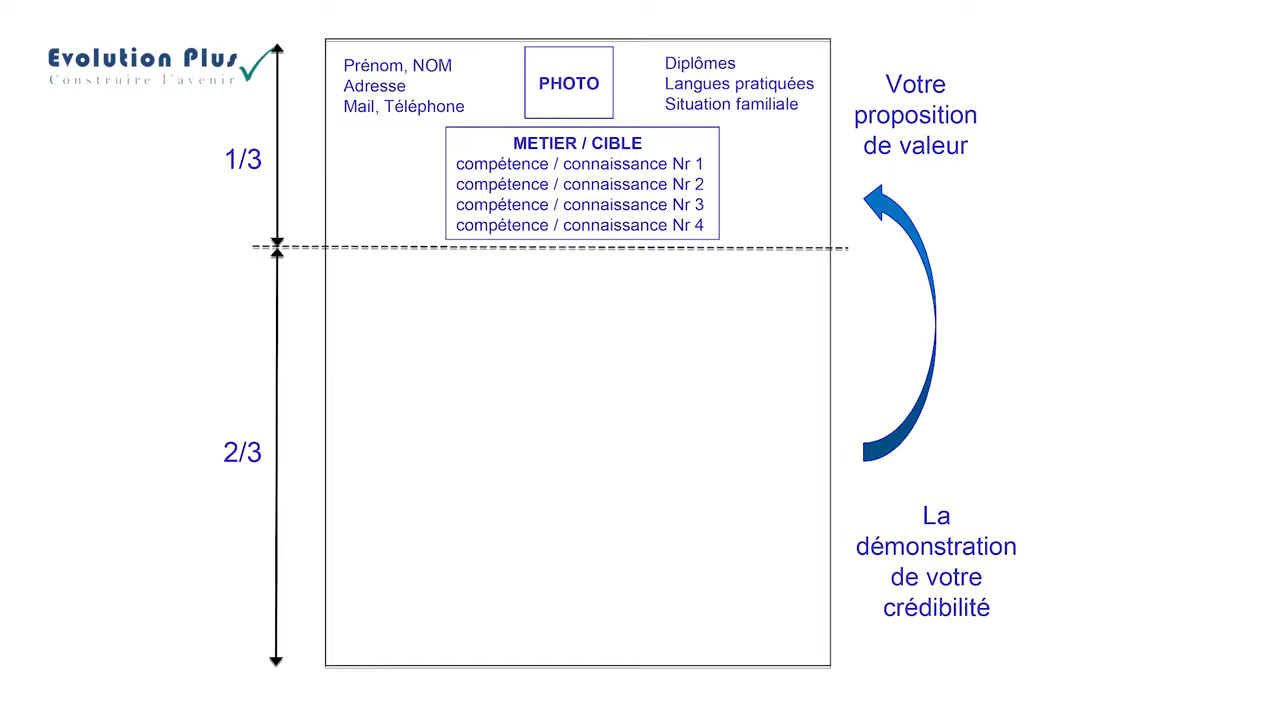 Evolution Plus
Construire l'avenir
Prénom, NOM
Adresse
Mail, Téléphone
PHOTO
Diplômes
Langues pratiquées
Situation familiale
METIER / CIBLE
compétence / connaissance Nr 1
compétence / connaissance Nr 2
compétence / connaissance Nr 3
compétence / connaissance Nr 4
1/3
2/3
Votre
proposition
de valeur
La
démonstration
de votre
crédibilité